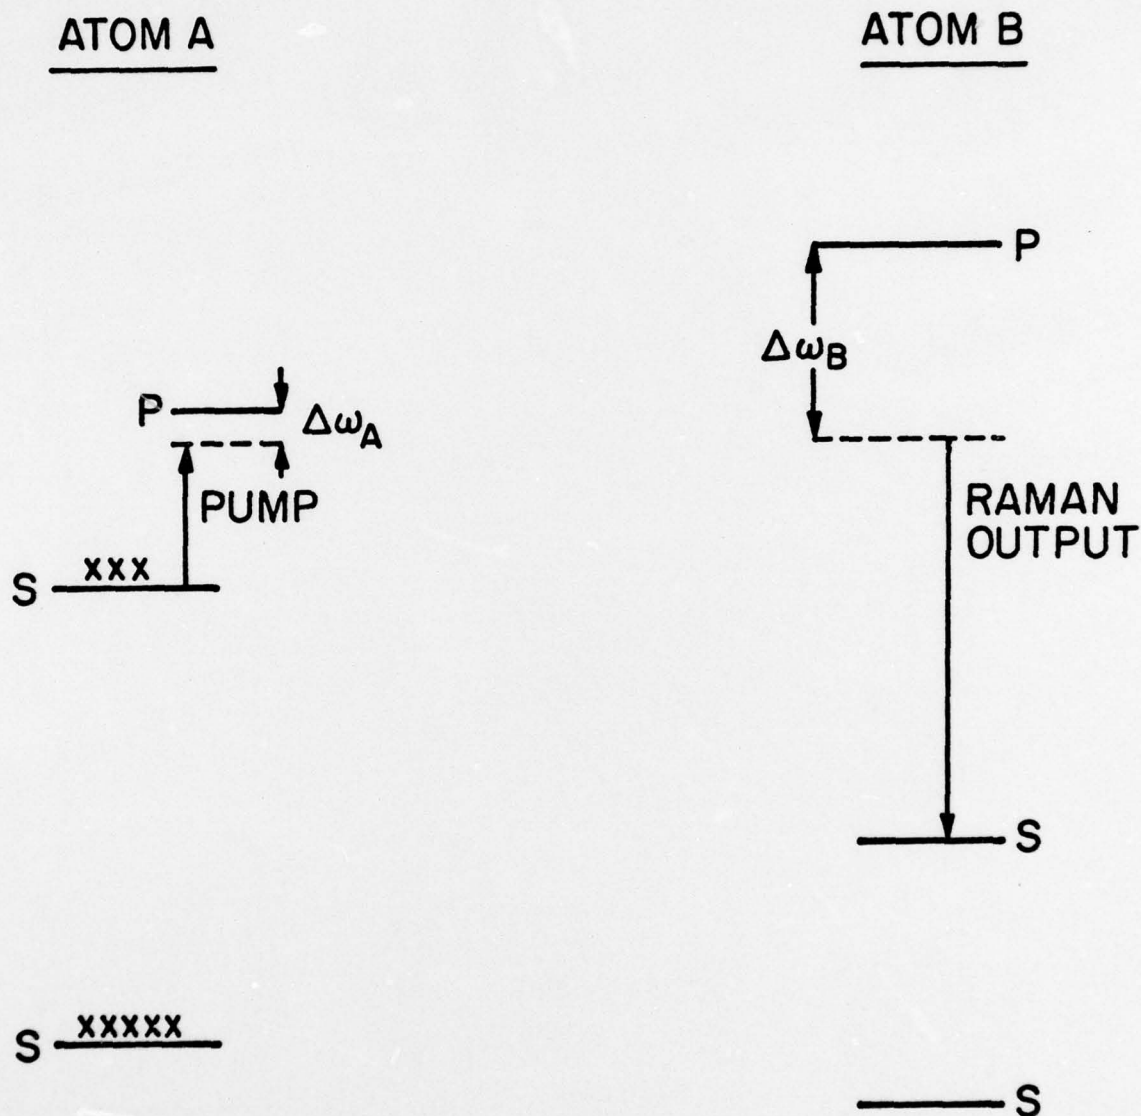 ATOM A
ATOM B
P
Δω_B
P
Δω_A
PUMP
RAMAN
OUTPUT
S xxx
S
S xxxxx
S